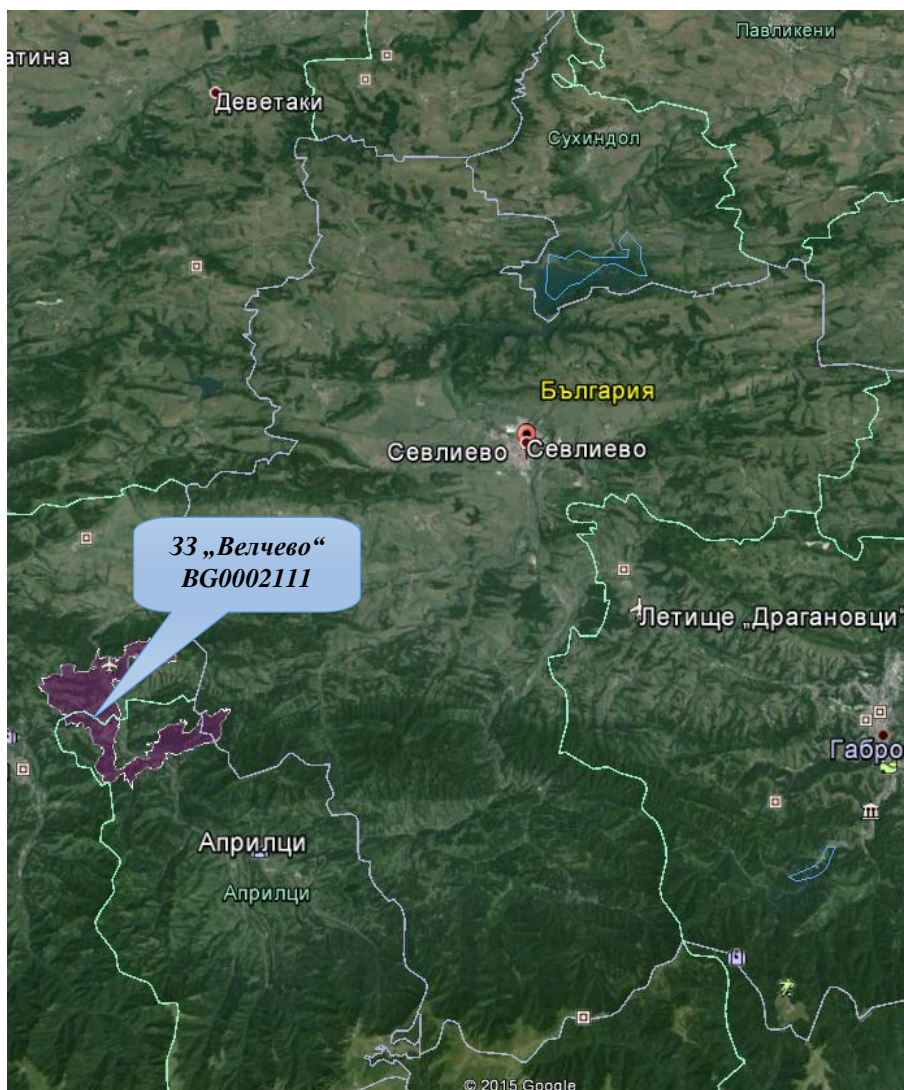 Павликени
атина
Деветаки
Сухиндол
България
Севлиево
Севлиево
ЗЗ „Велчево“
BG0002111
Летище „Драгановци“
Габро
Априлци
Априлци
© 2015 Google